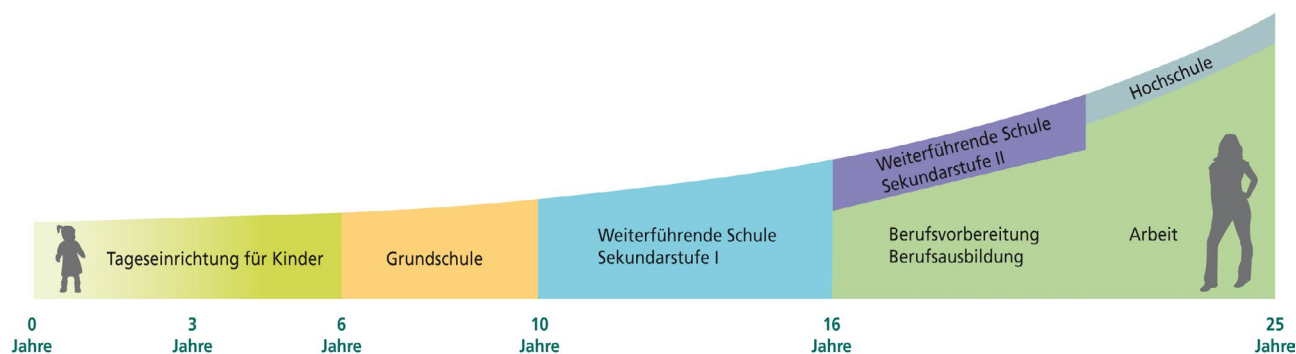 Hochschule
Weiterführende Schule
Sekundarstufe II
Tageseinrichtung für Kinder
Grundschule
Weiterführende Schule
Sekundarstufe I
Berufsvorbereitung
Berufsausbildung
Arbeit
0
Jahre
3
Jahre
6
Jahre
10
Jahre
16
Jahre
25
Jahre